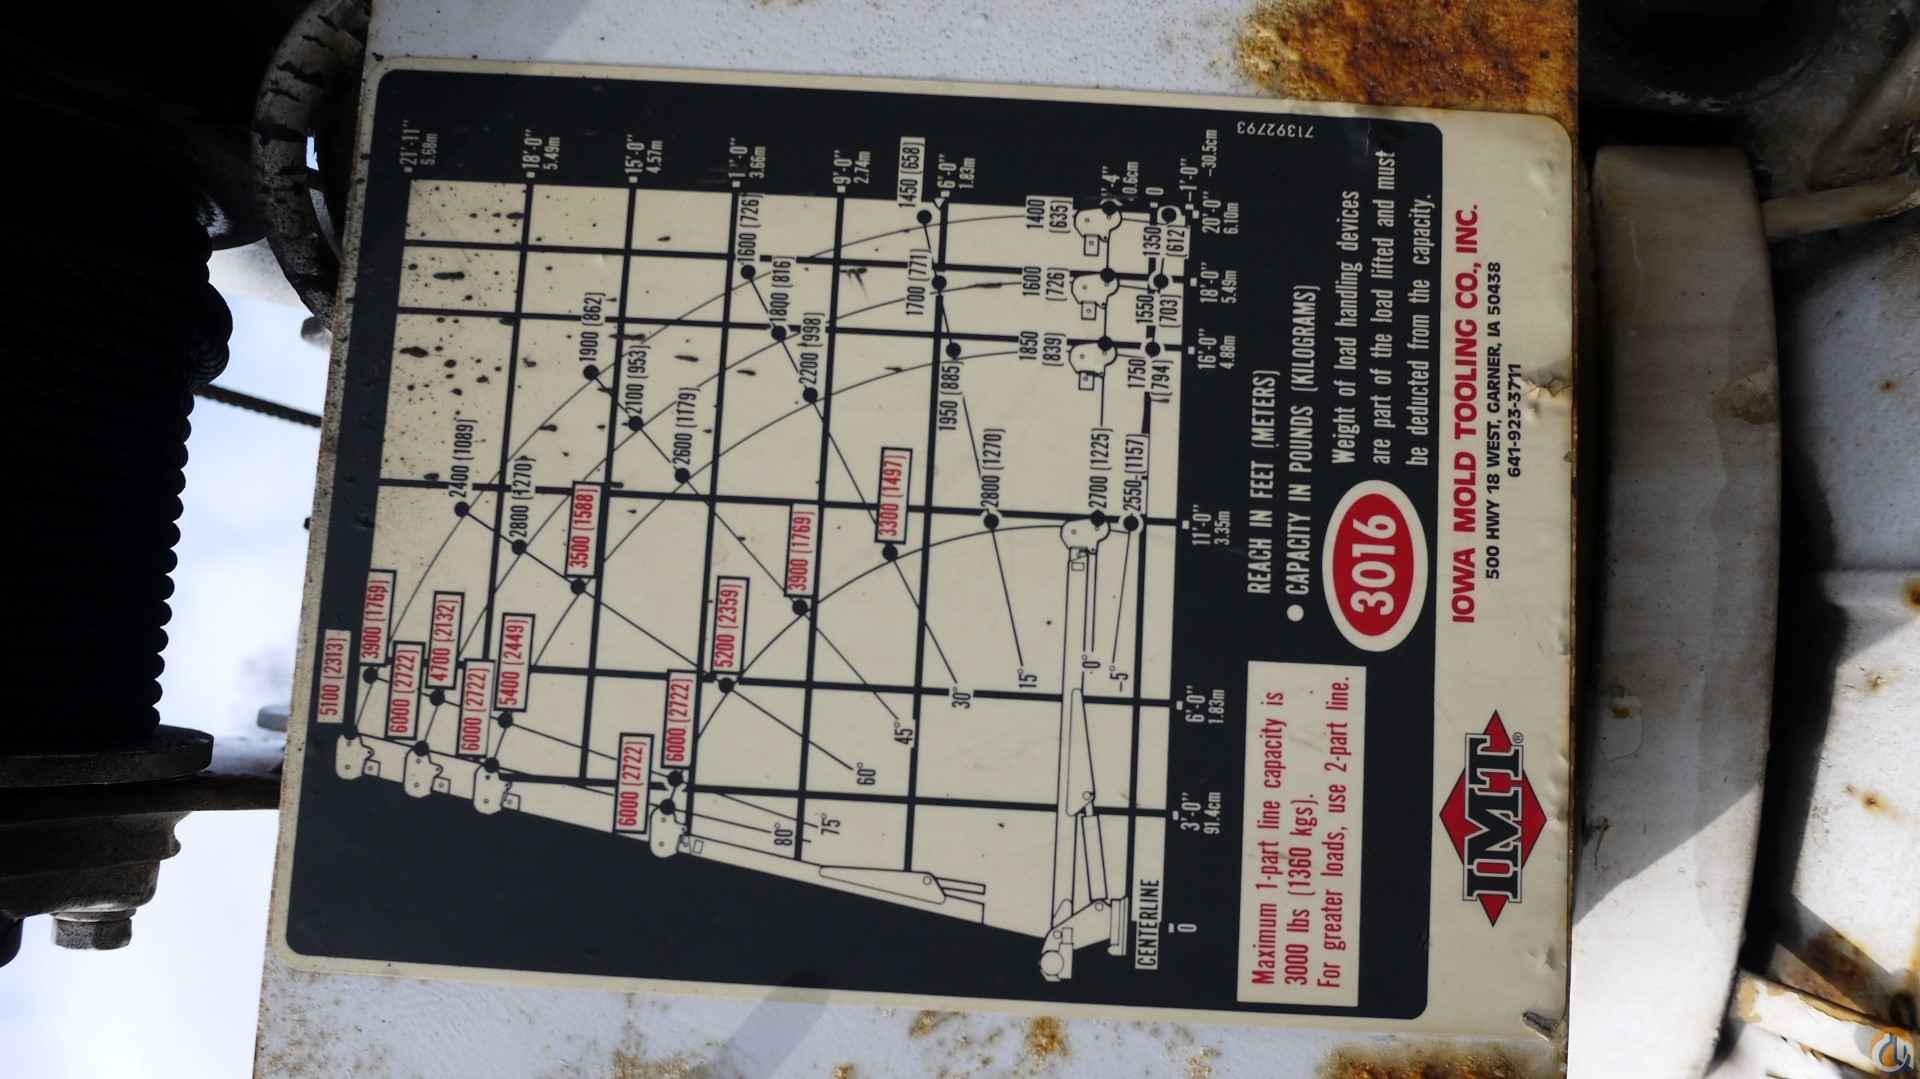 21'-11"
6.68m
18'-0"
5.49m
15'-0"
4.57m
3.66m
9'-0"
2.74m
6'-0"
1.83m
0
-1'-0"
-30.5cm
71392793
5100 (2313)
3900 (1769)
2400 (1089)
1900 (862)
1600 (726)
1450 (658)
1400
(635)
1350
(612)
6000 (2722)
4700 (2132)
2800 (1270)
2100 (953)
1800 (816)
1700 (771)
1600
(726)
1550
(703)
6000 (2722)
5400 (2449)
3500 (1588)
2600 (1179)
2200 (998)
1950 (885)
1850
(839)
1750
(794)
6000 (2722)
6000 (2722)
5200 (2359)
3900 (1769)
3300 (1497)
2800 (1270)
2700 (1225)
2550 (1157)
80°
75°
60°
45°
30°
15°
0°
-5°
CENTERLINE
0
3'-0"
91.4cm
6'-0"
1.83m
11'-0"
3.35m
16'-0"
4.88m
18'-0"
5.49m
20'-0"
6.10m
REACH IN FEET (METERS)
● CAPACITY IN POUNDS (KILOGRAMS)
Maximum 1-part line capacity is
3000 lbs (1360 kgs).
For greater loads, use 2-part line.
3016
Weight of load handling devices
are part of the load lifted and must
be deducted from the capacity.
IMT®
IOWA MOLD TOOLING CO., INC.
500 HWY 18 WEST, GARNER, IA 50438
641-923-3711